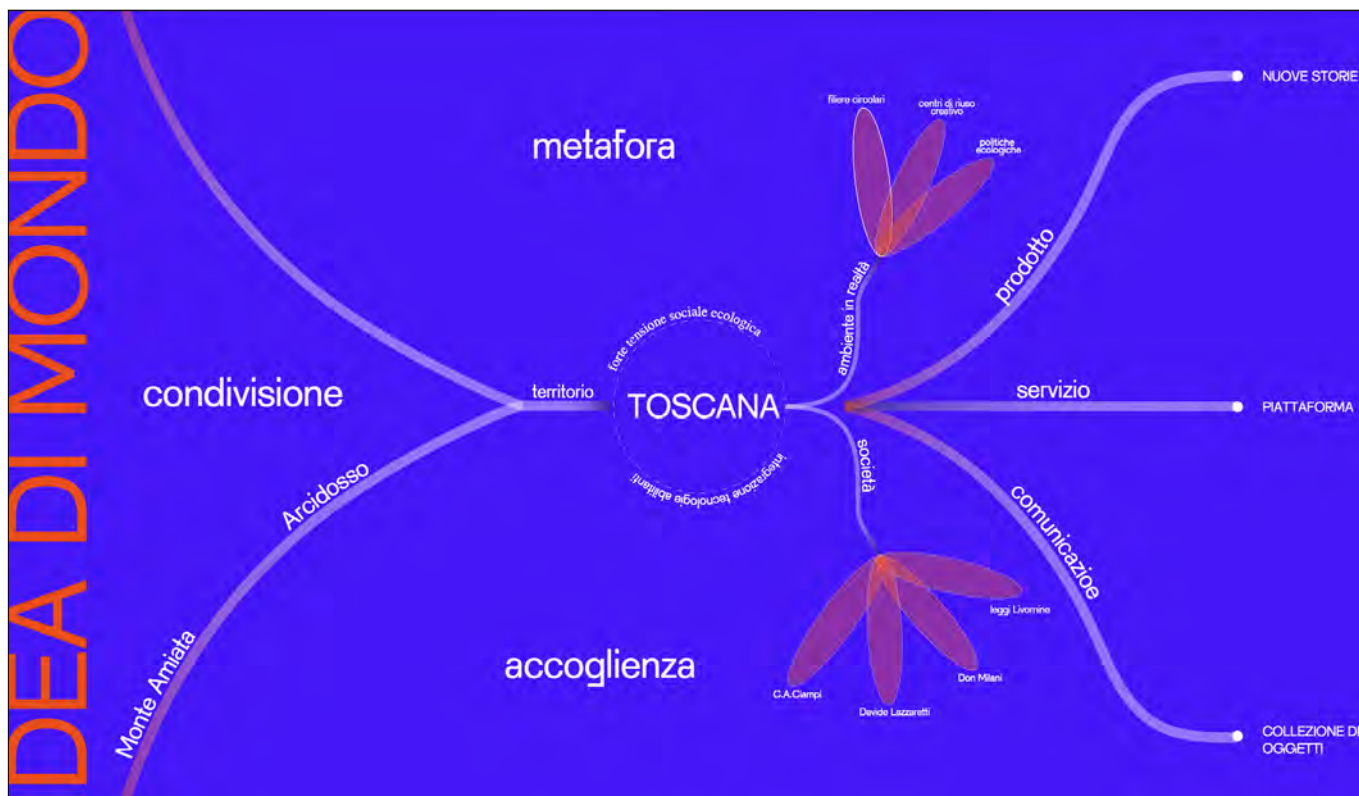 DEA DI MONDO
metafora
condivisione
accoglienza
Arcidosso
Monte Amiata
territorio
forte tensione sociale ecologica
TOSCANA
integrazione tecnologie abilitanti
ambiente in realtà
filiere circolari
centri di riuso
creativo
politiche
ecologiche
società
C.A.Ciampi
Davide Lazzaretti
Don Milani
leggi Livornine
prodotto
servizio
comunicazioe
NUOVE STORIE
PIATTAFORMA
COLLEZIONE DI
OGGETTI